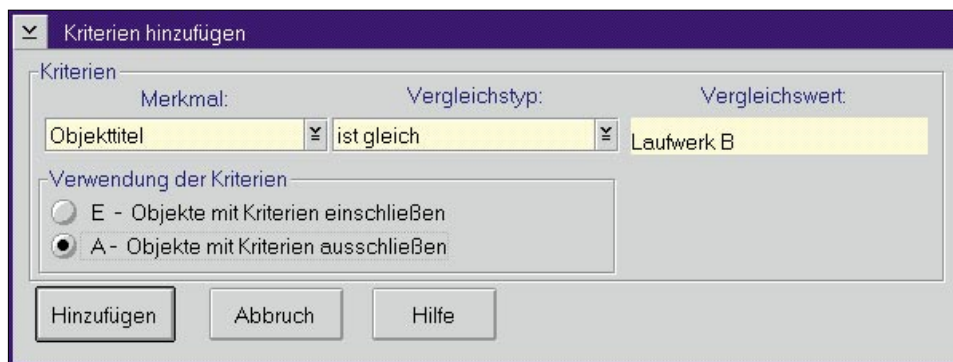 Kriterien hinzufügen
Kriterien
Merkmal: Vergleichstyp: Vergleichswert:
Objekttitel ist gleich Laufwerk B
Verwendung der Kriterien
E - Objekte mit Kriterien einschließen
A - Objekte mit Kriterien ausschließen
Hinzufügen Abbruch Hilfe